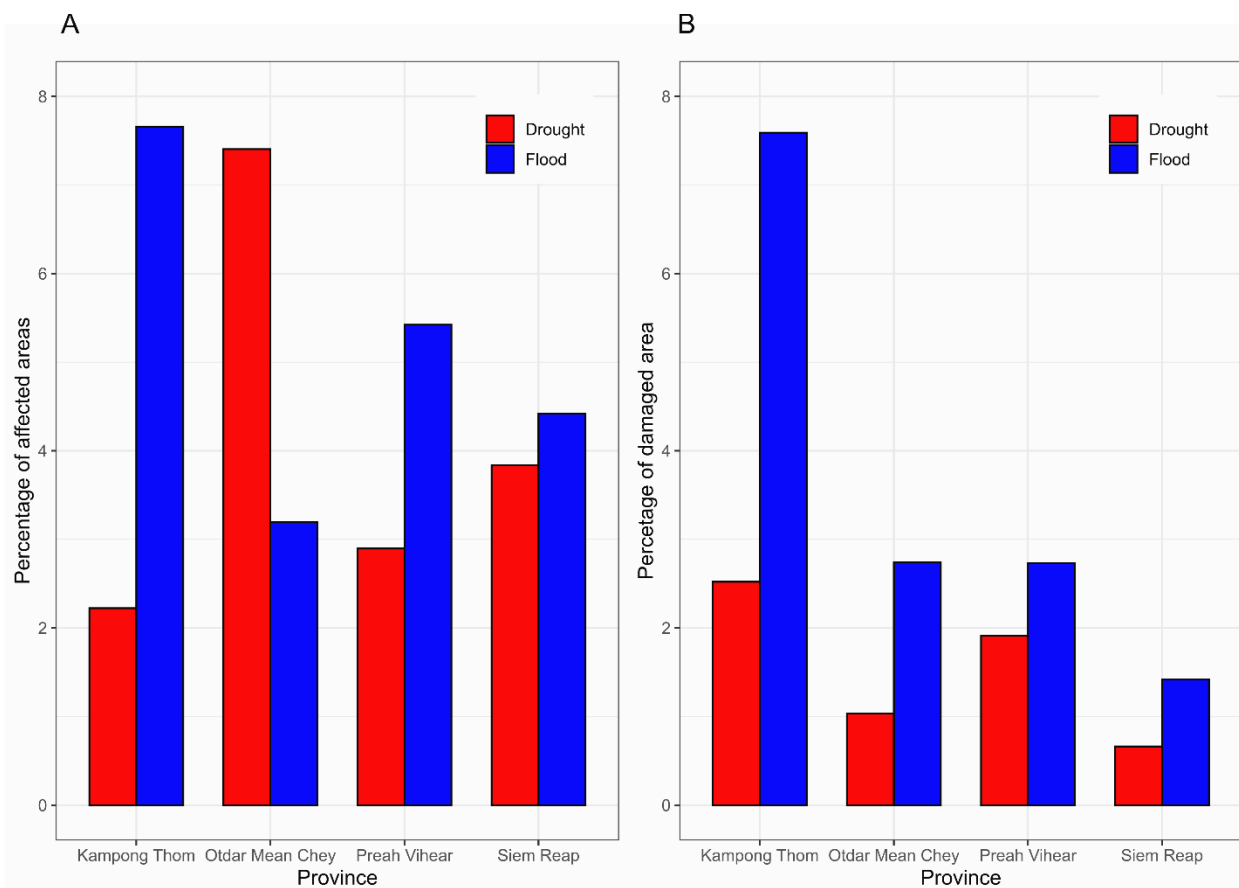 A
Percentage of affected areas
8
6
4
2
0
Drought
Flood
Kampong Thom Otdar Mean Chey Preah Vihear Siem Reap
Province
B
Percetage of damaged area
8
6
4
2
0
Drought
Flood
Kampong Thom Otdar Mean Chey Preah Vihear Siem Reap
Province